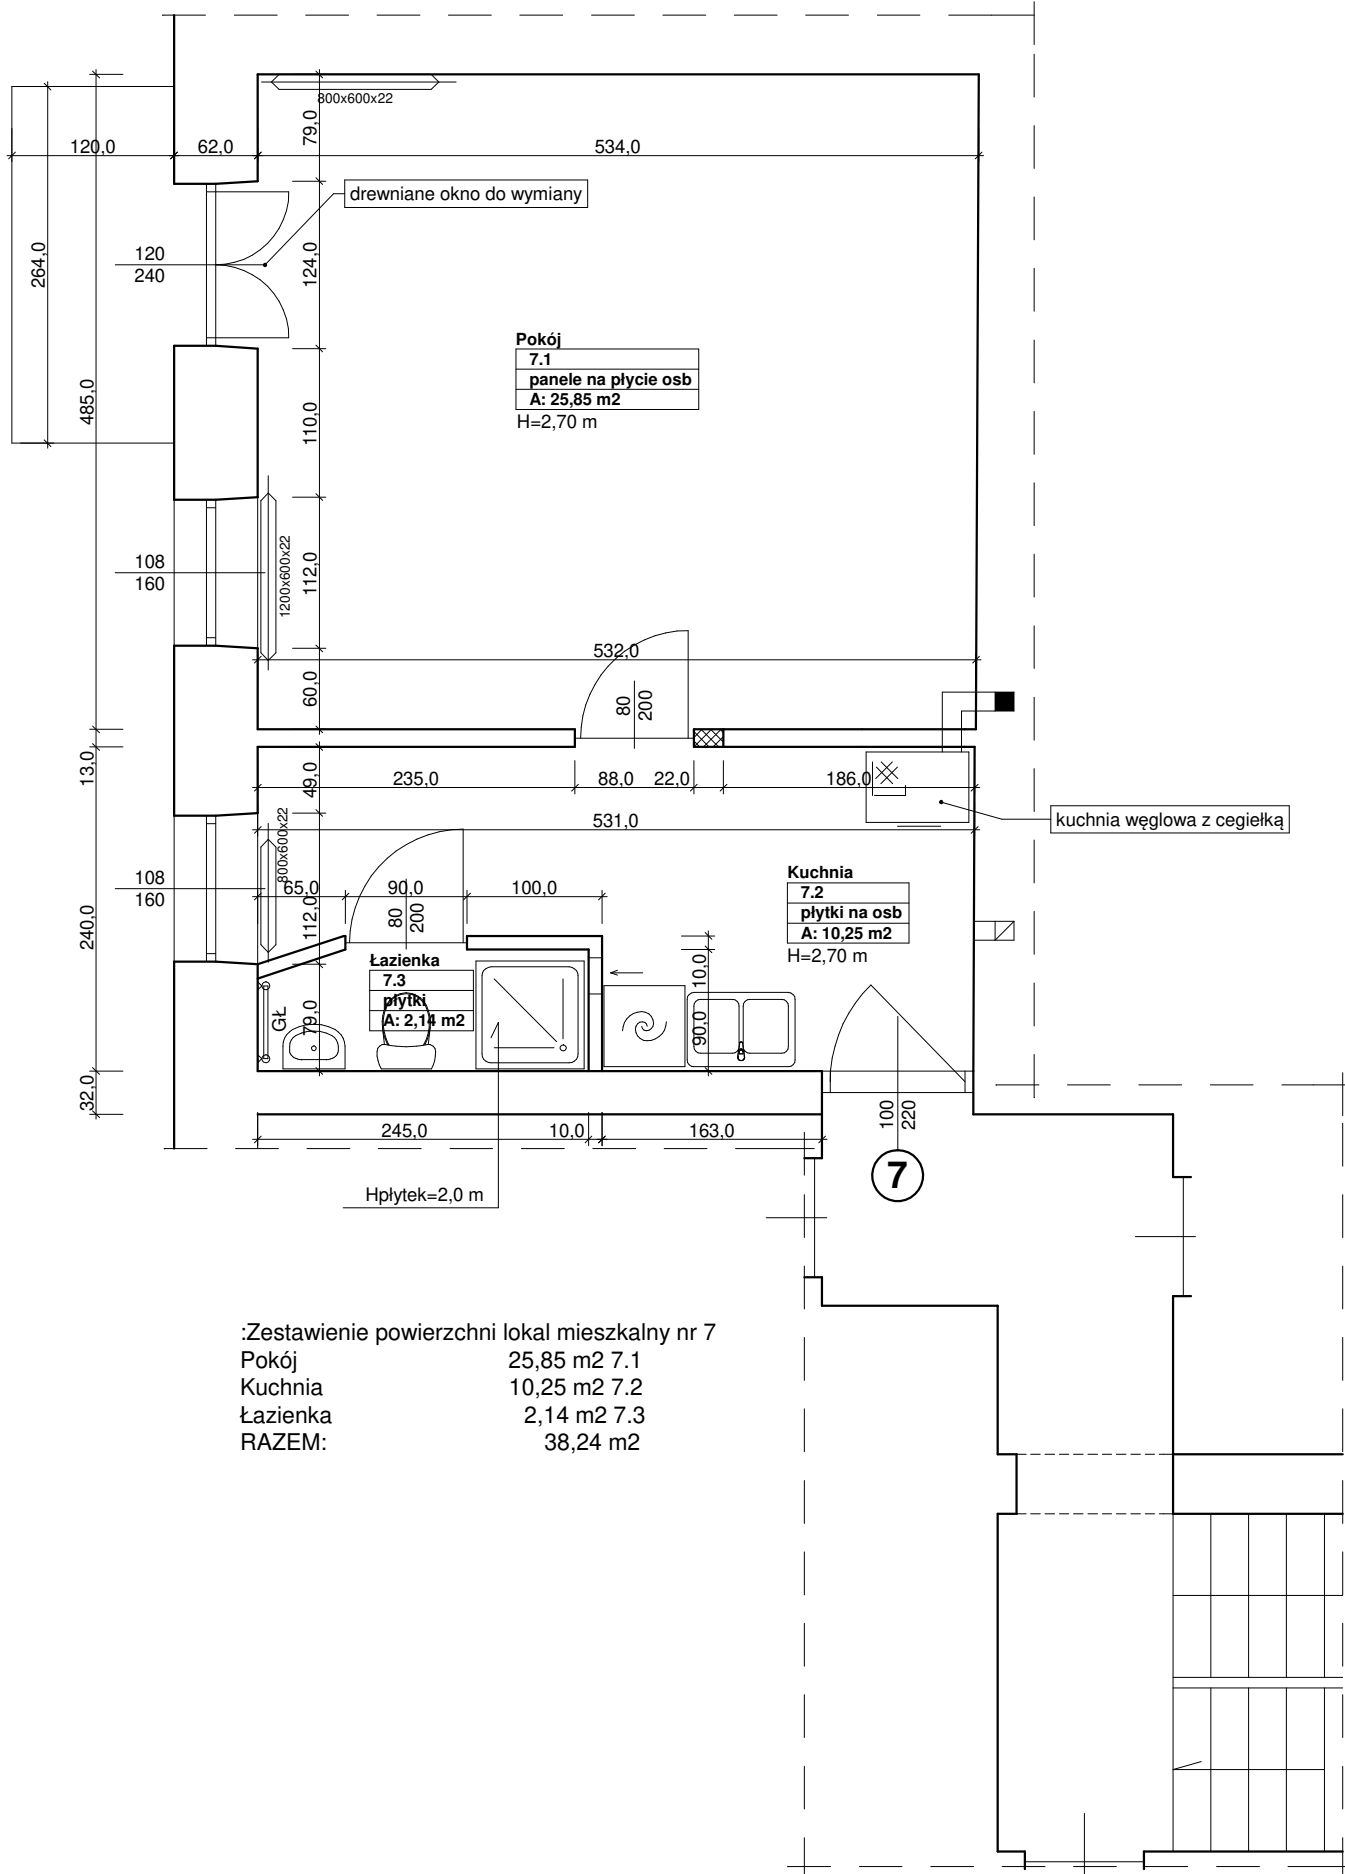 800x600x22
79,0
120,0
62,0
534,0
drewniane okno do wymiany
264,0
120
240
124,0
Pokój
7.1
panele na płycie osb
A: 25,85 m2
H=2,70 m
485,0
110,0
108
160
1200x600x22
112,0
532,0
60,0
80
200
13,0
49,0
235,0
88,0
22,0
186,0
531,0
kuchnia węglowa z cegiełką
800x600x22
108
160
65,0
90,0
100,0
Kuchnia
7.2
płytki na osb
A: 10,25 m2
H=2,70 m
240,0
112,0
80
200
Łazienka
7.3
płytki
A: 2,14 m2
10,0
GŁ
79,0
90,0
32,0
100
220
245,0
10,0
163,0
7
Hpłytek=2,0 m
:Zestawienie powierzchni lokal mieszkalny nr 7
Pokój 25,85 m2 7.1
Kuchnia 10,25 m2 7.2
Łazienka 2,14 m2 7.3
RAZEM: 38,24 m2